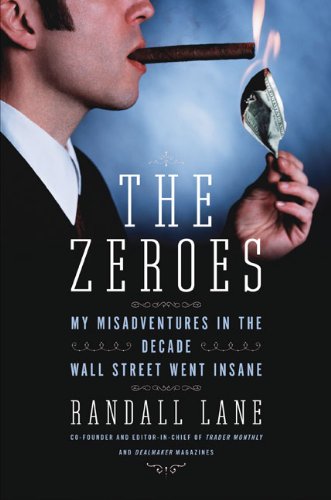 THE
ZEROES
MY MISADVENTURES IN THE
DECADE
WALL STREET WENT INSANE
RANDALL LANE
CO-FOUNDER AND EDITOR-IN-CHIEF OF TRADER MONTHLY
AND DEALMAKER MAGAZINES